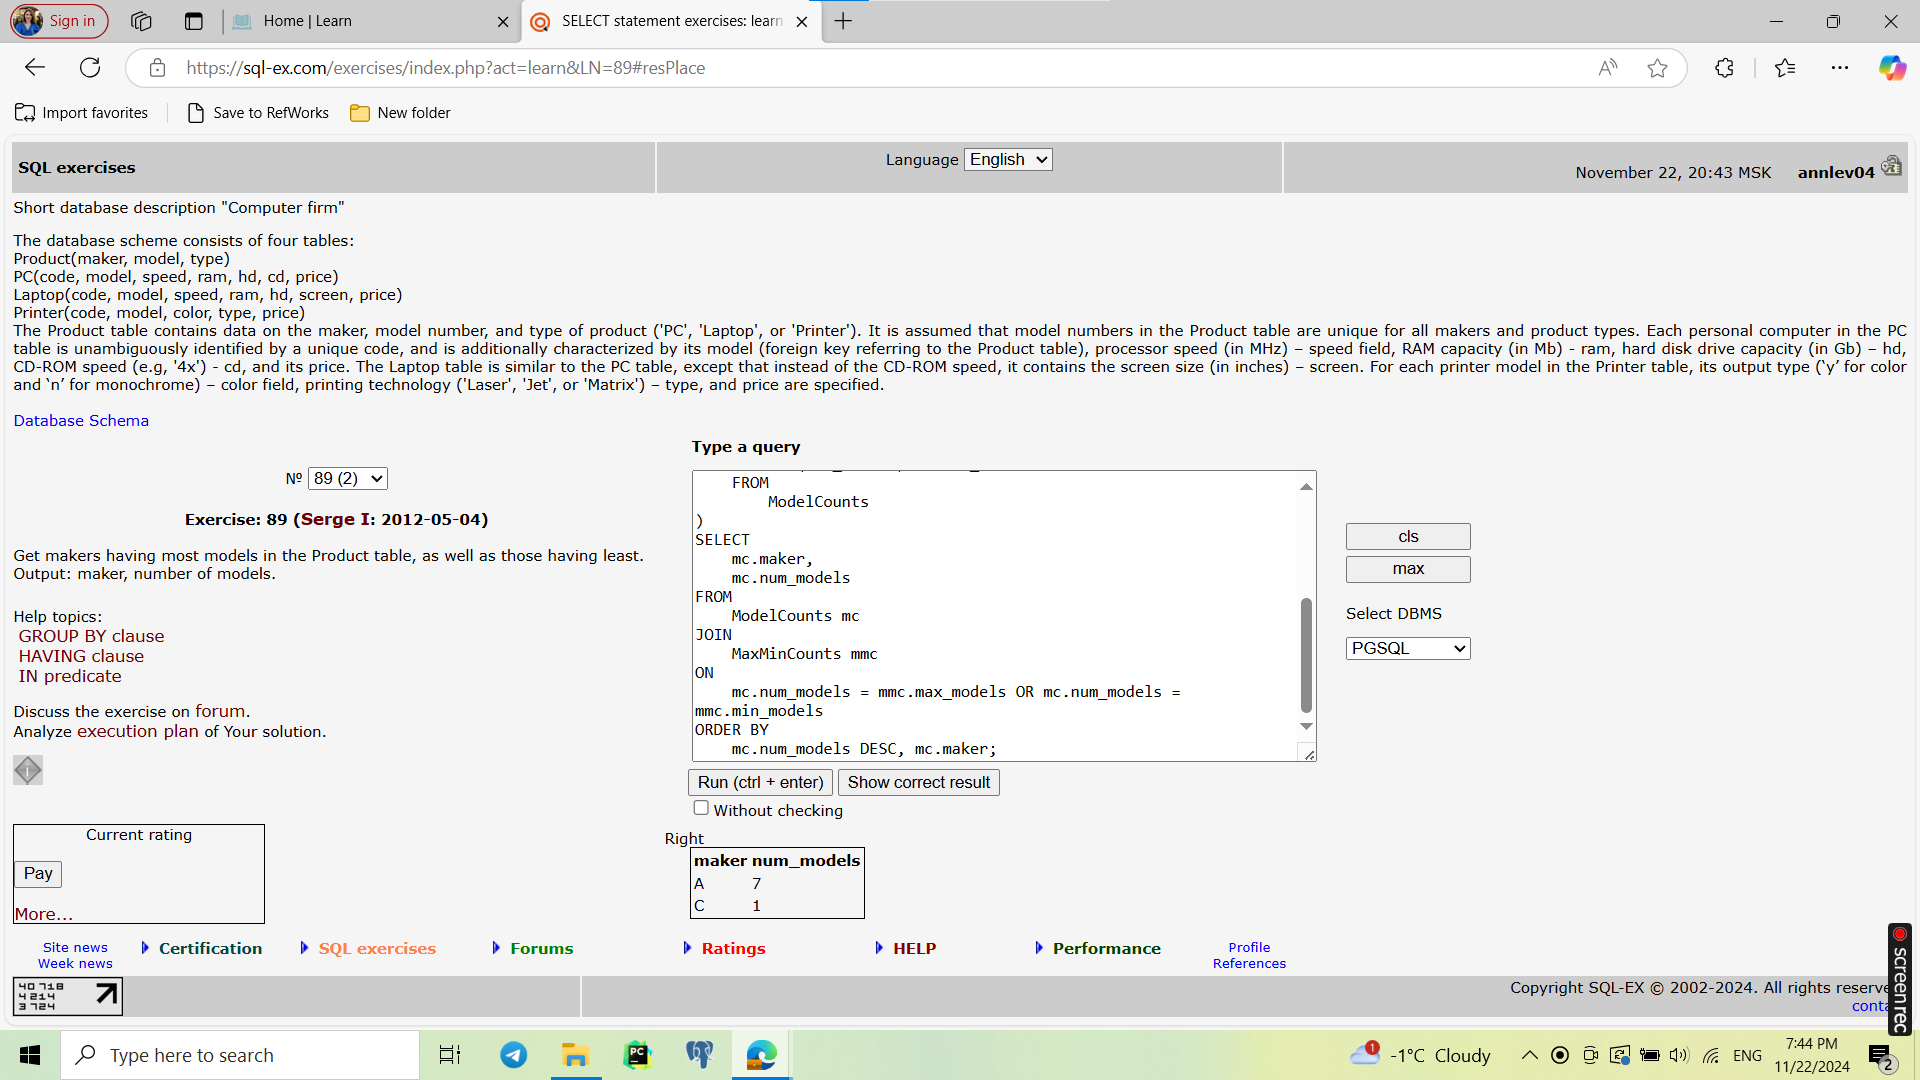 Sign in
Home | Learn
SELECT statement exercises: learn
https://sql-ex.com/exercises/index.php?act=learn&LN=89#resPlace
Import favorites
Save to RefWorks
New folder
SQL exercises
Language English
November 22, 20:43 MSK annlev04
Short database description "Computer firm"
The database scheme consists of four tables:
Product(maker, model, type)
PC(code, model, speed, ram, hd, cd, price)
Laptop(code, model, speed, ram, hd, screen, price)
Printer(code, model, color, type, price)
The Product table contains data on the maker, model number, and type of product ('PC', 'Laptop', or 'Printer'). It is assumed that model numbers in the Product table are unique for all makers and product types. Each personal computer in the PC
table is unambiguously identified by a unique code, and is additionally characterized by its model (foreign key referring to the Product table), processor speed (in MHz) – speed field, RAM capacity (in Mb) - ram, hard disk drive capacity (in Gb) – hd,
CD-ROM speed (e.g, '4x') - cd, and its price. The Laptop table is similar to the PC table, except that instead of the CD-ROM speed, it contains the screen size (in inches) – screen. For each printer model in the Printer table, its output type (‘y’ for color
and ‘n’ for monochrome) – color field, printing technology ('Laser', 'Jet', or 'Matrix') – type, and price are specified.
Database Schema
№ 89 (2)
Exercise: 89 (Serge I: 2012-05-04)
Get makers having most models in the Product table, as well as those having least.
Output: maker, number of models.
Help topics:
GROUP BY clause
HAVING clause
IN predicate
Discuss the exercise on forum.
Analyze execution plan of Your solution.
Type a query
FROM
ModelCounts
)
SELECT
mc.maker,
mc.num_models
FROM
ModelCounts mc
JOIN
MaxMinCounts mmc
ON
mc.num_models = mmc.max_models OR mc.num_models =
mmc.min_models
ORDER BY
mc.num_models DESC, mc.maker;
cls
max
Select DBMS
PGSQL
Run (ctrl + enter)
Show correct result
Without checking
Right
maker num_models
A 7
C 1
Current rating
Pay
More...
Site news
Week news
Certification
SQL exercises
Forums
Ratings
HELP
Performance
Profile
References
40 718
4 214
3 724
Copyright SQL-EX © 2002-2024. All rights reserve
conta
screenrec
Type here to search
PC
1
-1°C Cloudy
ENG
7:44 PM
11/22/2024
2